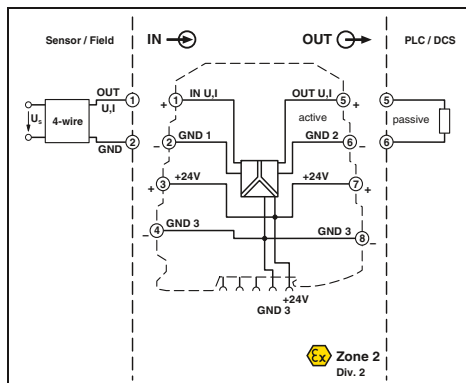 Sensor / Field
IN
OUT
PLC / DCS
OUT
U,I
4-wire
Us
GND
1
2
+
1
IN U,I
OUT U,I
5
+
active
−
2
GND 1
GND 2
6
−
+
3
+24V
+24V
7
+
−
4
GND 3
GND 3
8
−
+24V
GND 3
5
passive
6
Ex
Zone 2
Div. 2